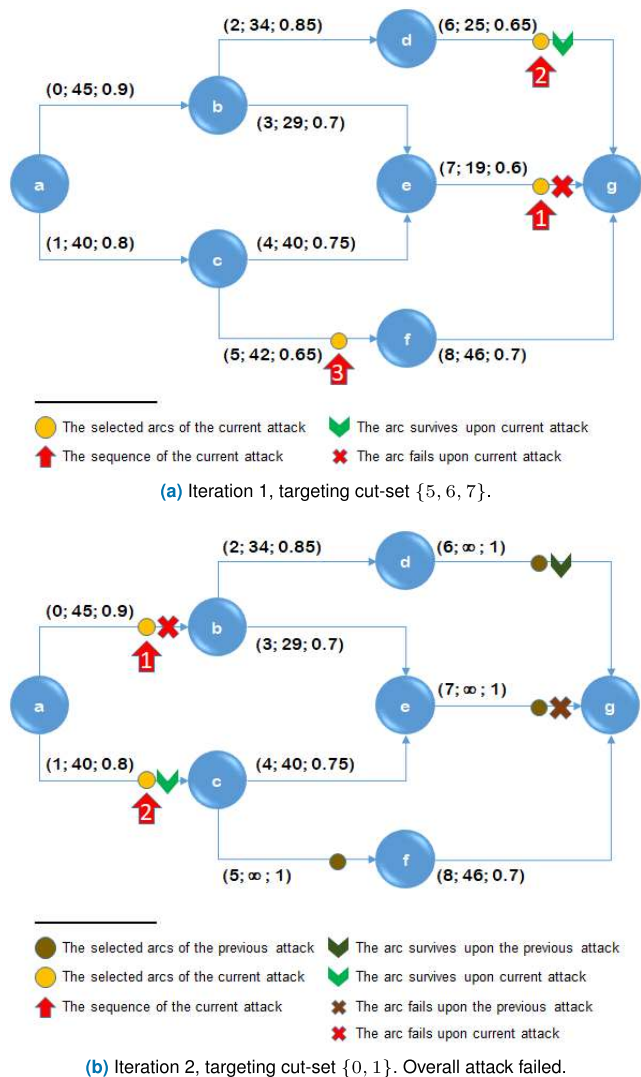 (2; 34; 0.85)
d
(6; 25; 0.65)
2
(0; 45; 0.9)
b
(3; 29; 0.7)
a
e
(7; 19; 0.6)
1
g
(1; 40; 0.8)
c
(4; 40; 0.75)
(5; 42; 0.65)
3
f
(8; 46; 0.7)
The selected arcs of the current attack
The arc survives upon current attack
The sequence of the current attack
The arc fails upon current attack
(a) Iteration 1, targeting cut-set {5, 6, 7}.
(2; 34; 0.85)
d
(6; ∞; 1)
(0; 45; 0.9)
1
b
(3; 29; 0.7)
a
e
(7; ∞; 1)
g
(1; 40; 0.8)
2
c
(4; 40; 0.75)
(5; ∞; 1)
f
(8; 46; 0.7)
The selected arcs of the previous attack
The arc survives upon the previous attack
The selected arcs of the current attack
The arc survives upon current attack
The sequence of the current attack
The arc fails upon the previous attack
The arc fails upon current attack
(b) Iteration 2, targeting cut-set {0, 1}. Overall attack failed.